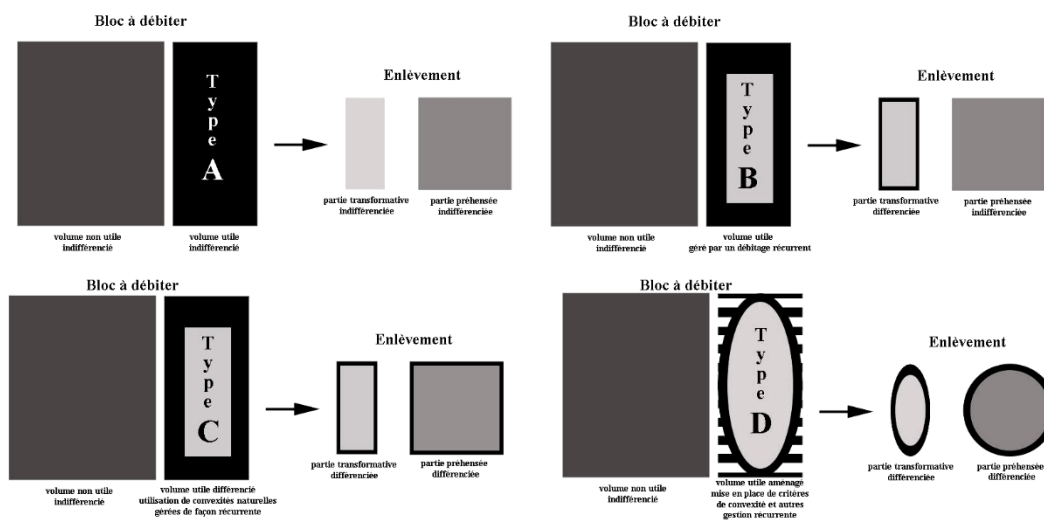 Bloc à débiter
Type A
Enlèvement
partie transformative
indifférenciée
partie préhensée
indifférenciée
volume non utile
indifférencié
volume utile
indifférencié
Bloc à débiter
Type B
Enlèvement
partie transformative
différenciée
partie préhensée
indifférenciée
volume non utile
indifférencié
volume utile
géré par un débitage récurrent
Bloc à débiter
Type C
Enlèvement
partie transformative
différenciée
partie préhensée
différenciée
volume non utile
indifférencié
volume utile différencié
utilisation de convexités naturelles
gérées de façon récurrente
Bloc à débiter
Type D
Enlèvement
partie transformative
différenciée
partie préhensée
différenciée
volume non utile
indifférencié
volume utile aménagé
mise en place de critères
de convexité et autres
gestion récurrente